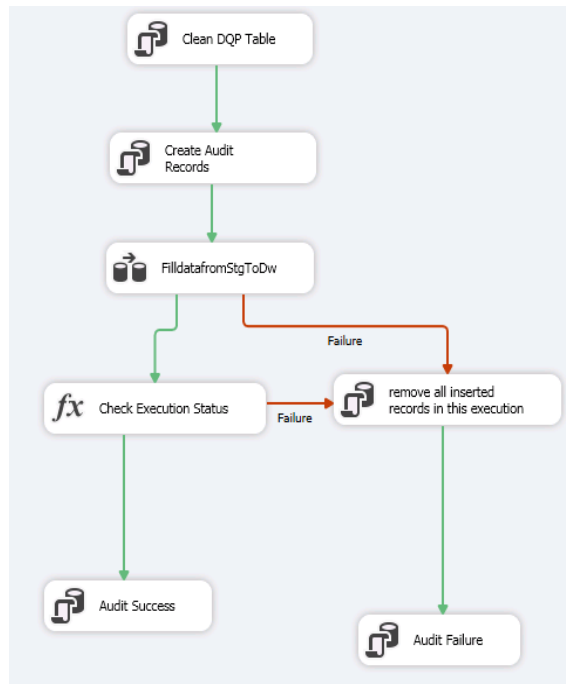 Clean DQP Table
Create Audit
Records
FilldatafromStgToDw
Failure
fx Check Execution Status
Failure
remove all inserted
records in this execution
Audit Success
Audit Failure